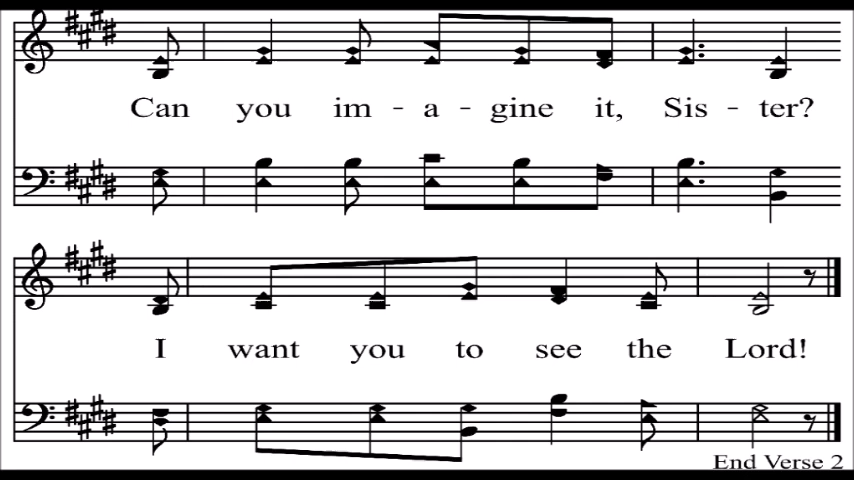 Can you im - a - gine it, Sis - ter?
I want you to see the Lord!
End Verse 2